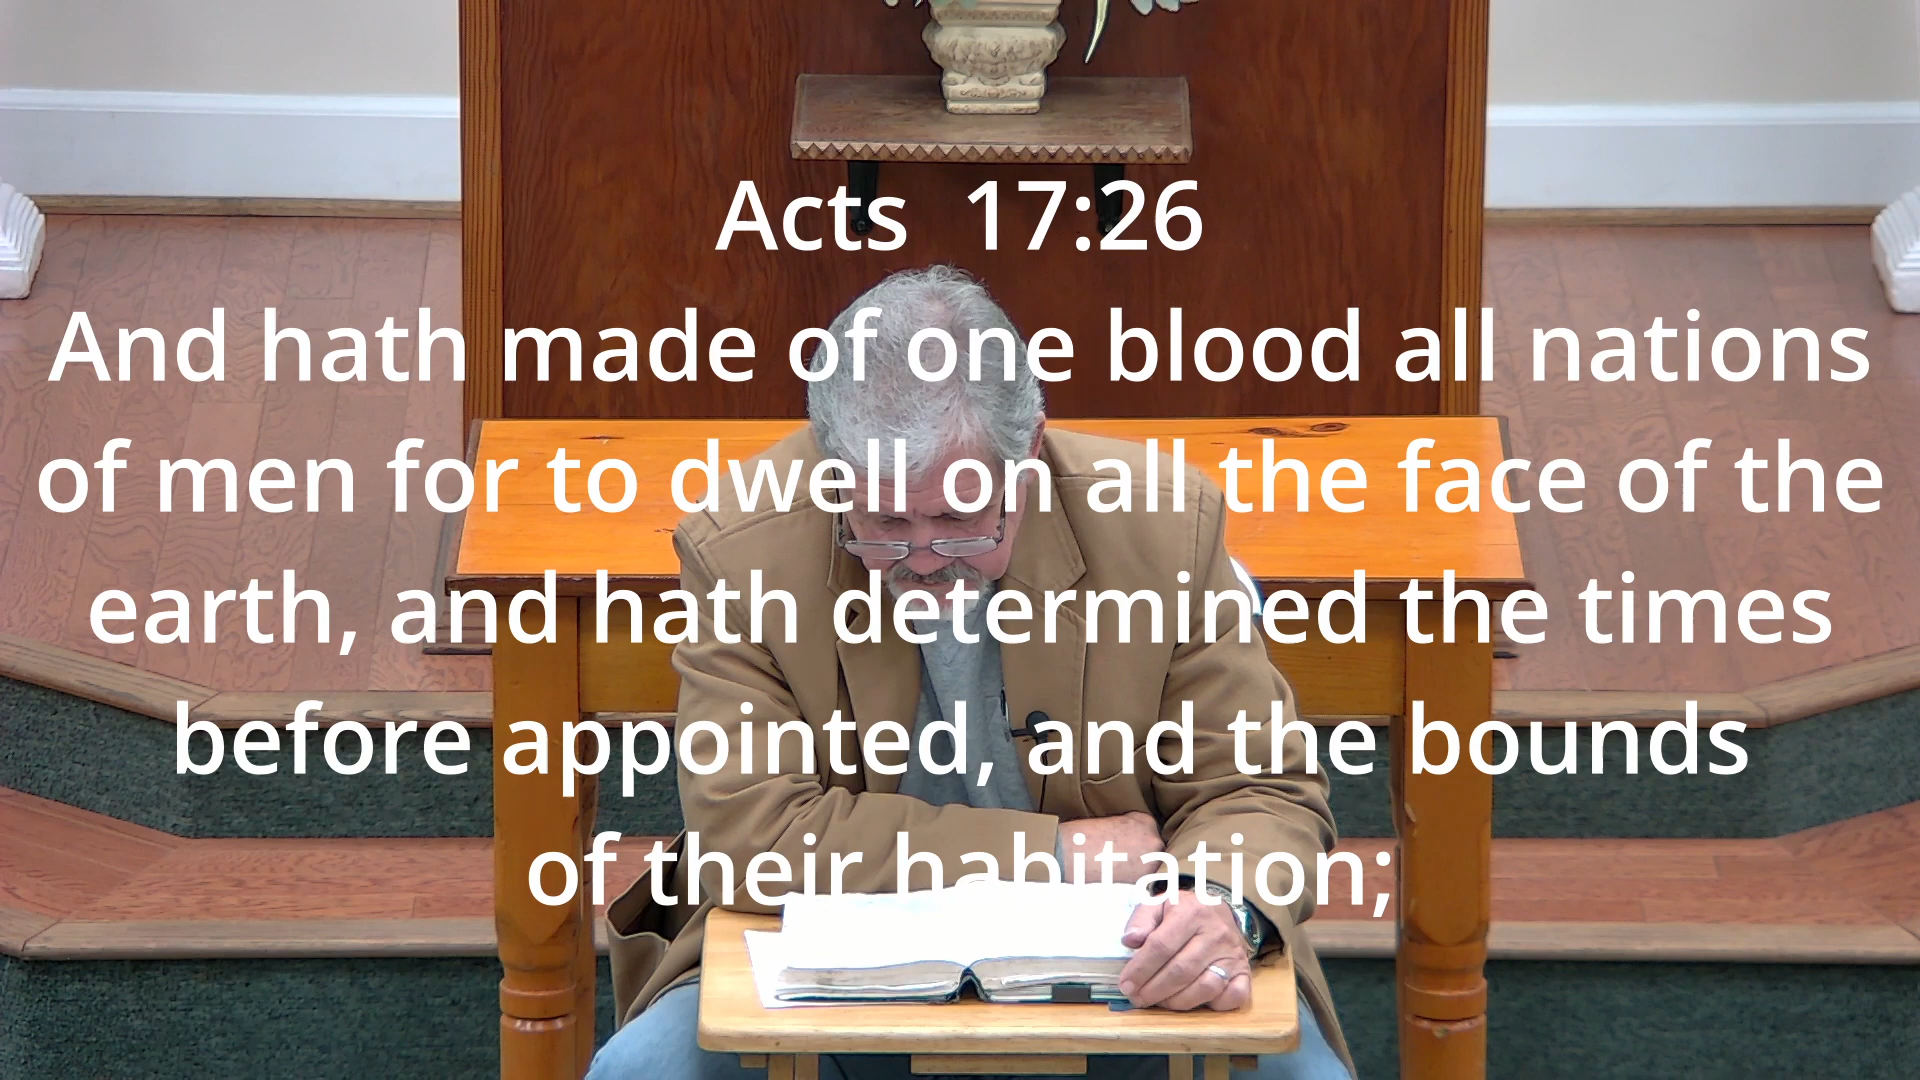 Acts 17:26
And hath made of one blood all nations
of men for to dwell on all the face of the
earth, and hath determined the times
before appointed, and the bounds
of their habitation;